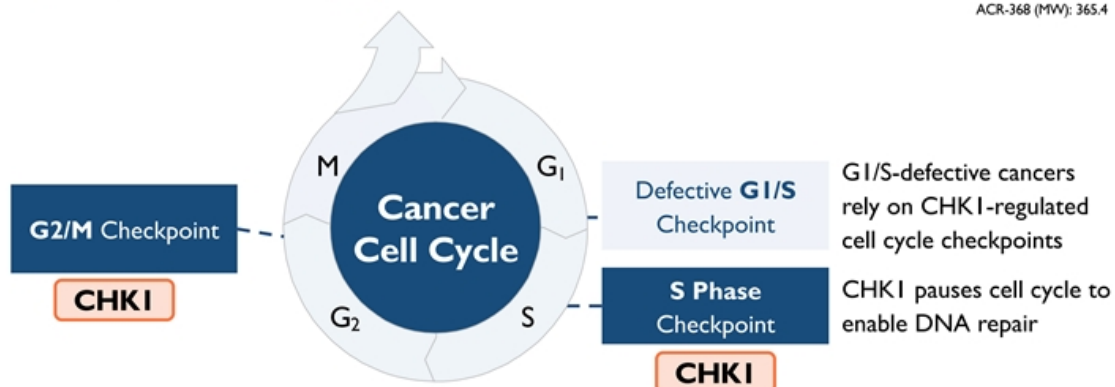 ACR-368 (MW): 365.4
M
G₁
Cancer
Cell Cycle
G₂
S
G2/M Checkpoint
CHK1
Defective G1/S
Checkpoint
G1/S-defective cancers
rely on CHK1-regulated
cell cycle checkpoints
S Phase
Checkpoint
CHK1
CHK1 pauses cell cycle to
enable DNA repair